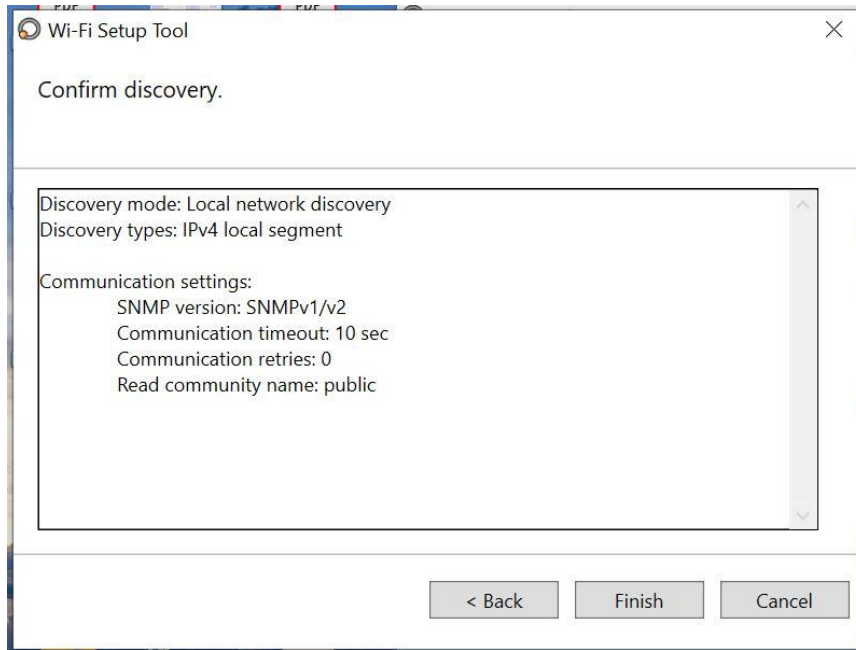 Wi-Fi Setup Tool
Confirm discovery.
Discovery mode: Local network discovery
Discovery types: IPv4 local segment
Communication settings:
SNMP version: SNMPv1/v2
Communication timeout: 10 sec
Communication retries: 0
Read community name: public
< Back
Finish
Cancel